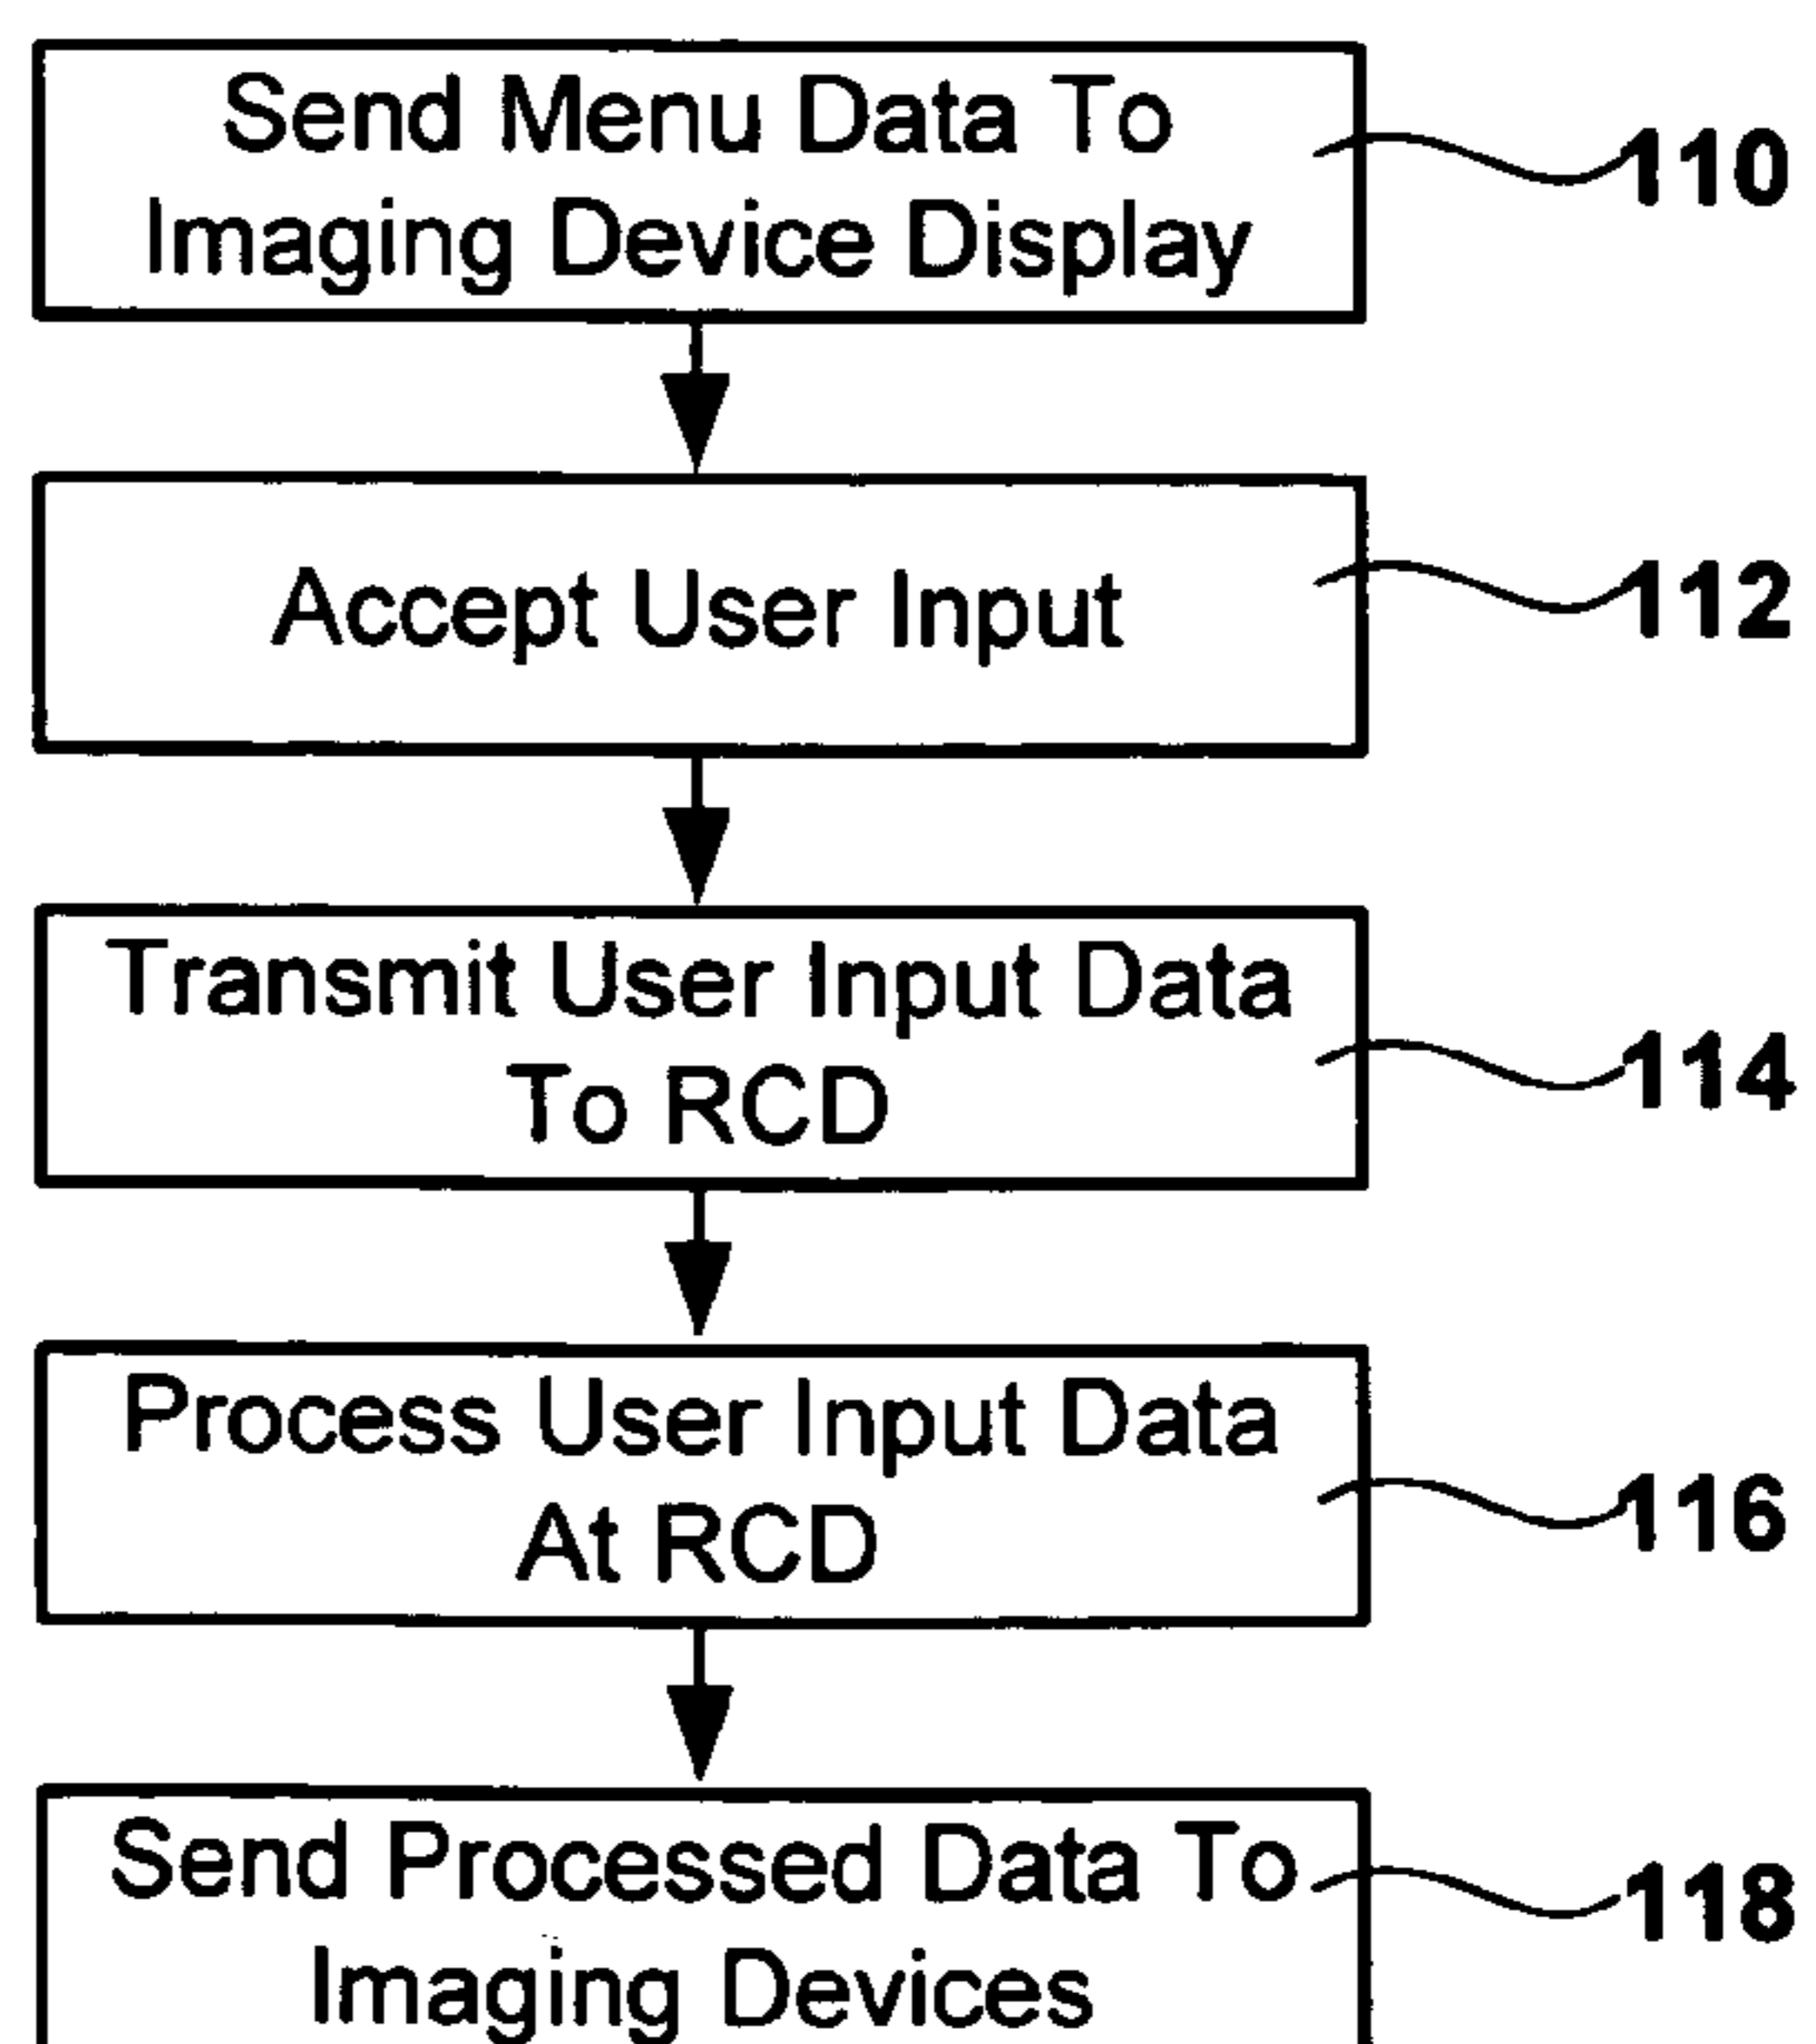 Send Menu Data To
Imaging Device Display
110
Accept User Input
112
Transmit User Input Data
To RCD
114
Process User Input Data
At RCD
116
Send Processed Data To
Imaging Devices
118